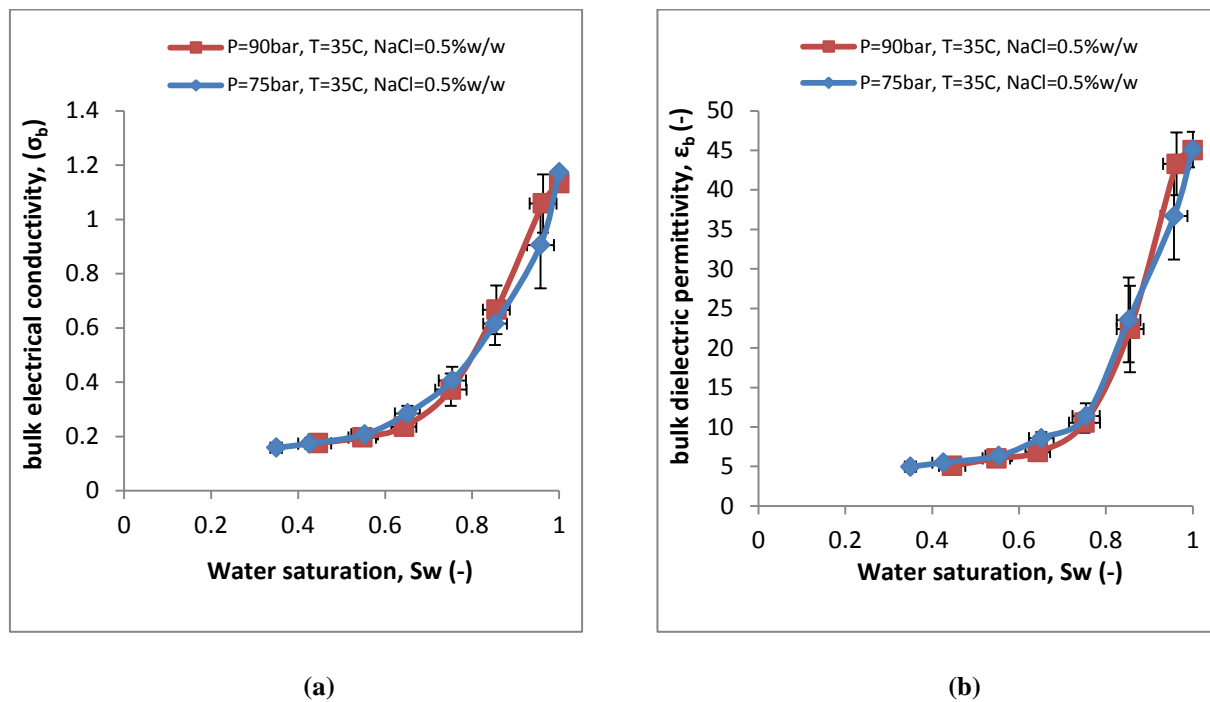 P=90bar, T=35C, NaCl=0.5%w/w
P=75bar, T=35C, NaCl=0.5%w/w
bulk electrical conductivity, (σb)
1.4
1.2
1
0.8
0.6
0.4
0.2
0
0 0.2 0.4 0.6 0.8 1
Water saturation, Sw (-)
(a)
P=90bar, T=35C, NaCl=0.5%w/w
P=75bar, T=35C, NaCl=0.5%w/w
bulk dielectric permittivity, εb (-)
50
45
40
35
30
25
20
15
10
5
0
0 0.2 0.4 0.6 0.8 1
Water saturation, Sw (-)
(b)